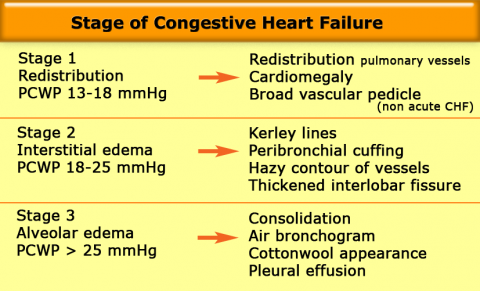 Stage of Congestive Heart Failure
Stage 1
Redistribution
PCWP 13-18 mmHg
Redistribution pulmonary vessels
Cardiomegaly
Broad vascular pedicle
(non acute CHF)
Stage 2
Interstitial edema
PCWP 18-25 mmHg
Kerley lines
Peribronchial cuffing
Hazy contour of vessels
Thickened interlobar fissure
Stage 3
Alveolar edema
PCWP > 25 mmHg
Consolidation
Air bronchogram
Cottonwool appearance
Pleural effusion